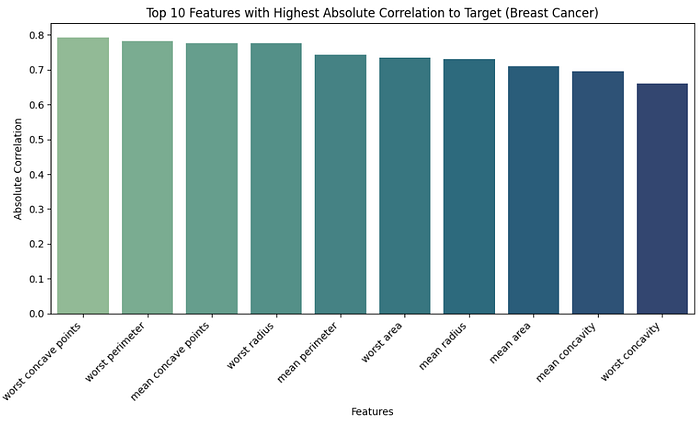 Top 10 Features with Highest Absolute Correlation to Target (Breast Cancer)
Absolute Correlation
0.8
0.7
0.6
0.5
0.4
0.3
0.2
0.1
0.0
worst concave points
worst perimeter
mean concave points
worst radius
mean perimeter
worst area
mean radius
mean area
mean concavity
worst concavity
Features